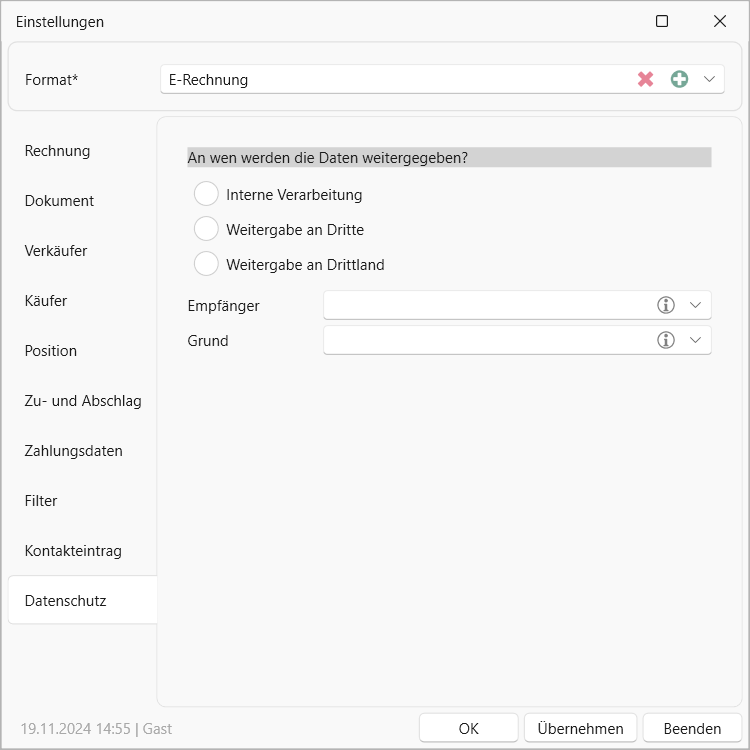 Einstellungen
Format*
E-Rechnung
Rechnung
Dokument
Verkäufer
Käufer
Position
Zu- und Abschlag
Zahlungsdaten
Filter
Kontakteintrag
Datenschutz
An wen werden die Daten weitergegeben?
Interne Verarbeitung
Weitergabe an Dritte
Weitergabe an Drittland
Empfänger
Grund
19.11.2024 14:55 | Gast
OK
Übernehmen
Beenden